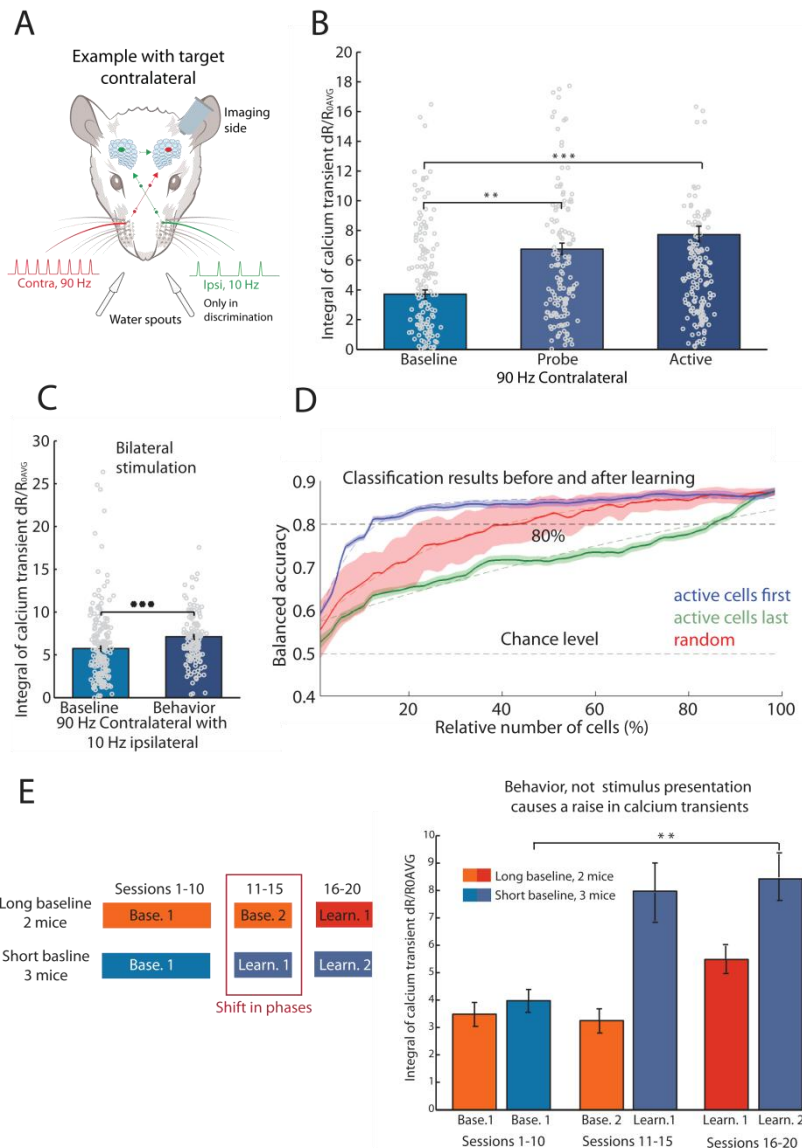 A
Example with target
contralateral
Imaging
side
Contra, 90 Hz
Ipsi, 10 Hz
Only in
discrimination
Water spouts
B
Integral of calcium transient dR/R0AVG
20
18
16
14
12
10
8
6
4
2
0
***
**
Baseline
Probe
Active
90 Hz Contralateral
C
Bilateral
stimulation
Integral of calcium transient dR/R0AVG
30
25
20
15
10
5
0
***
Baseline
Behavior
90 Hz Contralateral with
10 Hz ipsilateral
D
Classification results before and after learning
Balanced accuracy
0.9
0.8
0.7
0.6
0.5
0.4
80%
active cells first
active cells last
random
Chance level
20
40
60
80
100
Relative number of cells (%)
E
Sessions 1-10
11-15
16-20
Long baseline
2 mice
Base. 1
Base. 2
Learn. 1
Short basline
3 mice
Base. 1
Learn. 1
Learn. 2
Shift in phases
Behavior, not stimulus presentation
causes a raise in calcium transients
Integral of calcium transient dR/R0AVG
10
9
8
7
6
5
4
3
2
1
0
**
Long baseline, 2 mice
Short baseline, 3 mice
Base.1
Base. 1
Base. 2
Learn.1
Learn. 1
Learn. 2
Sessions 1-10
Sessions 11-15
Sessions 16-20